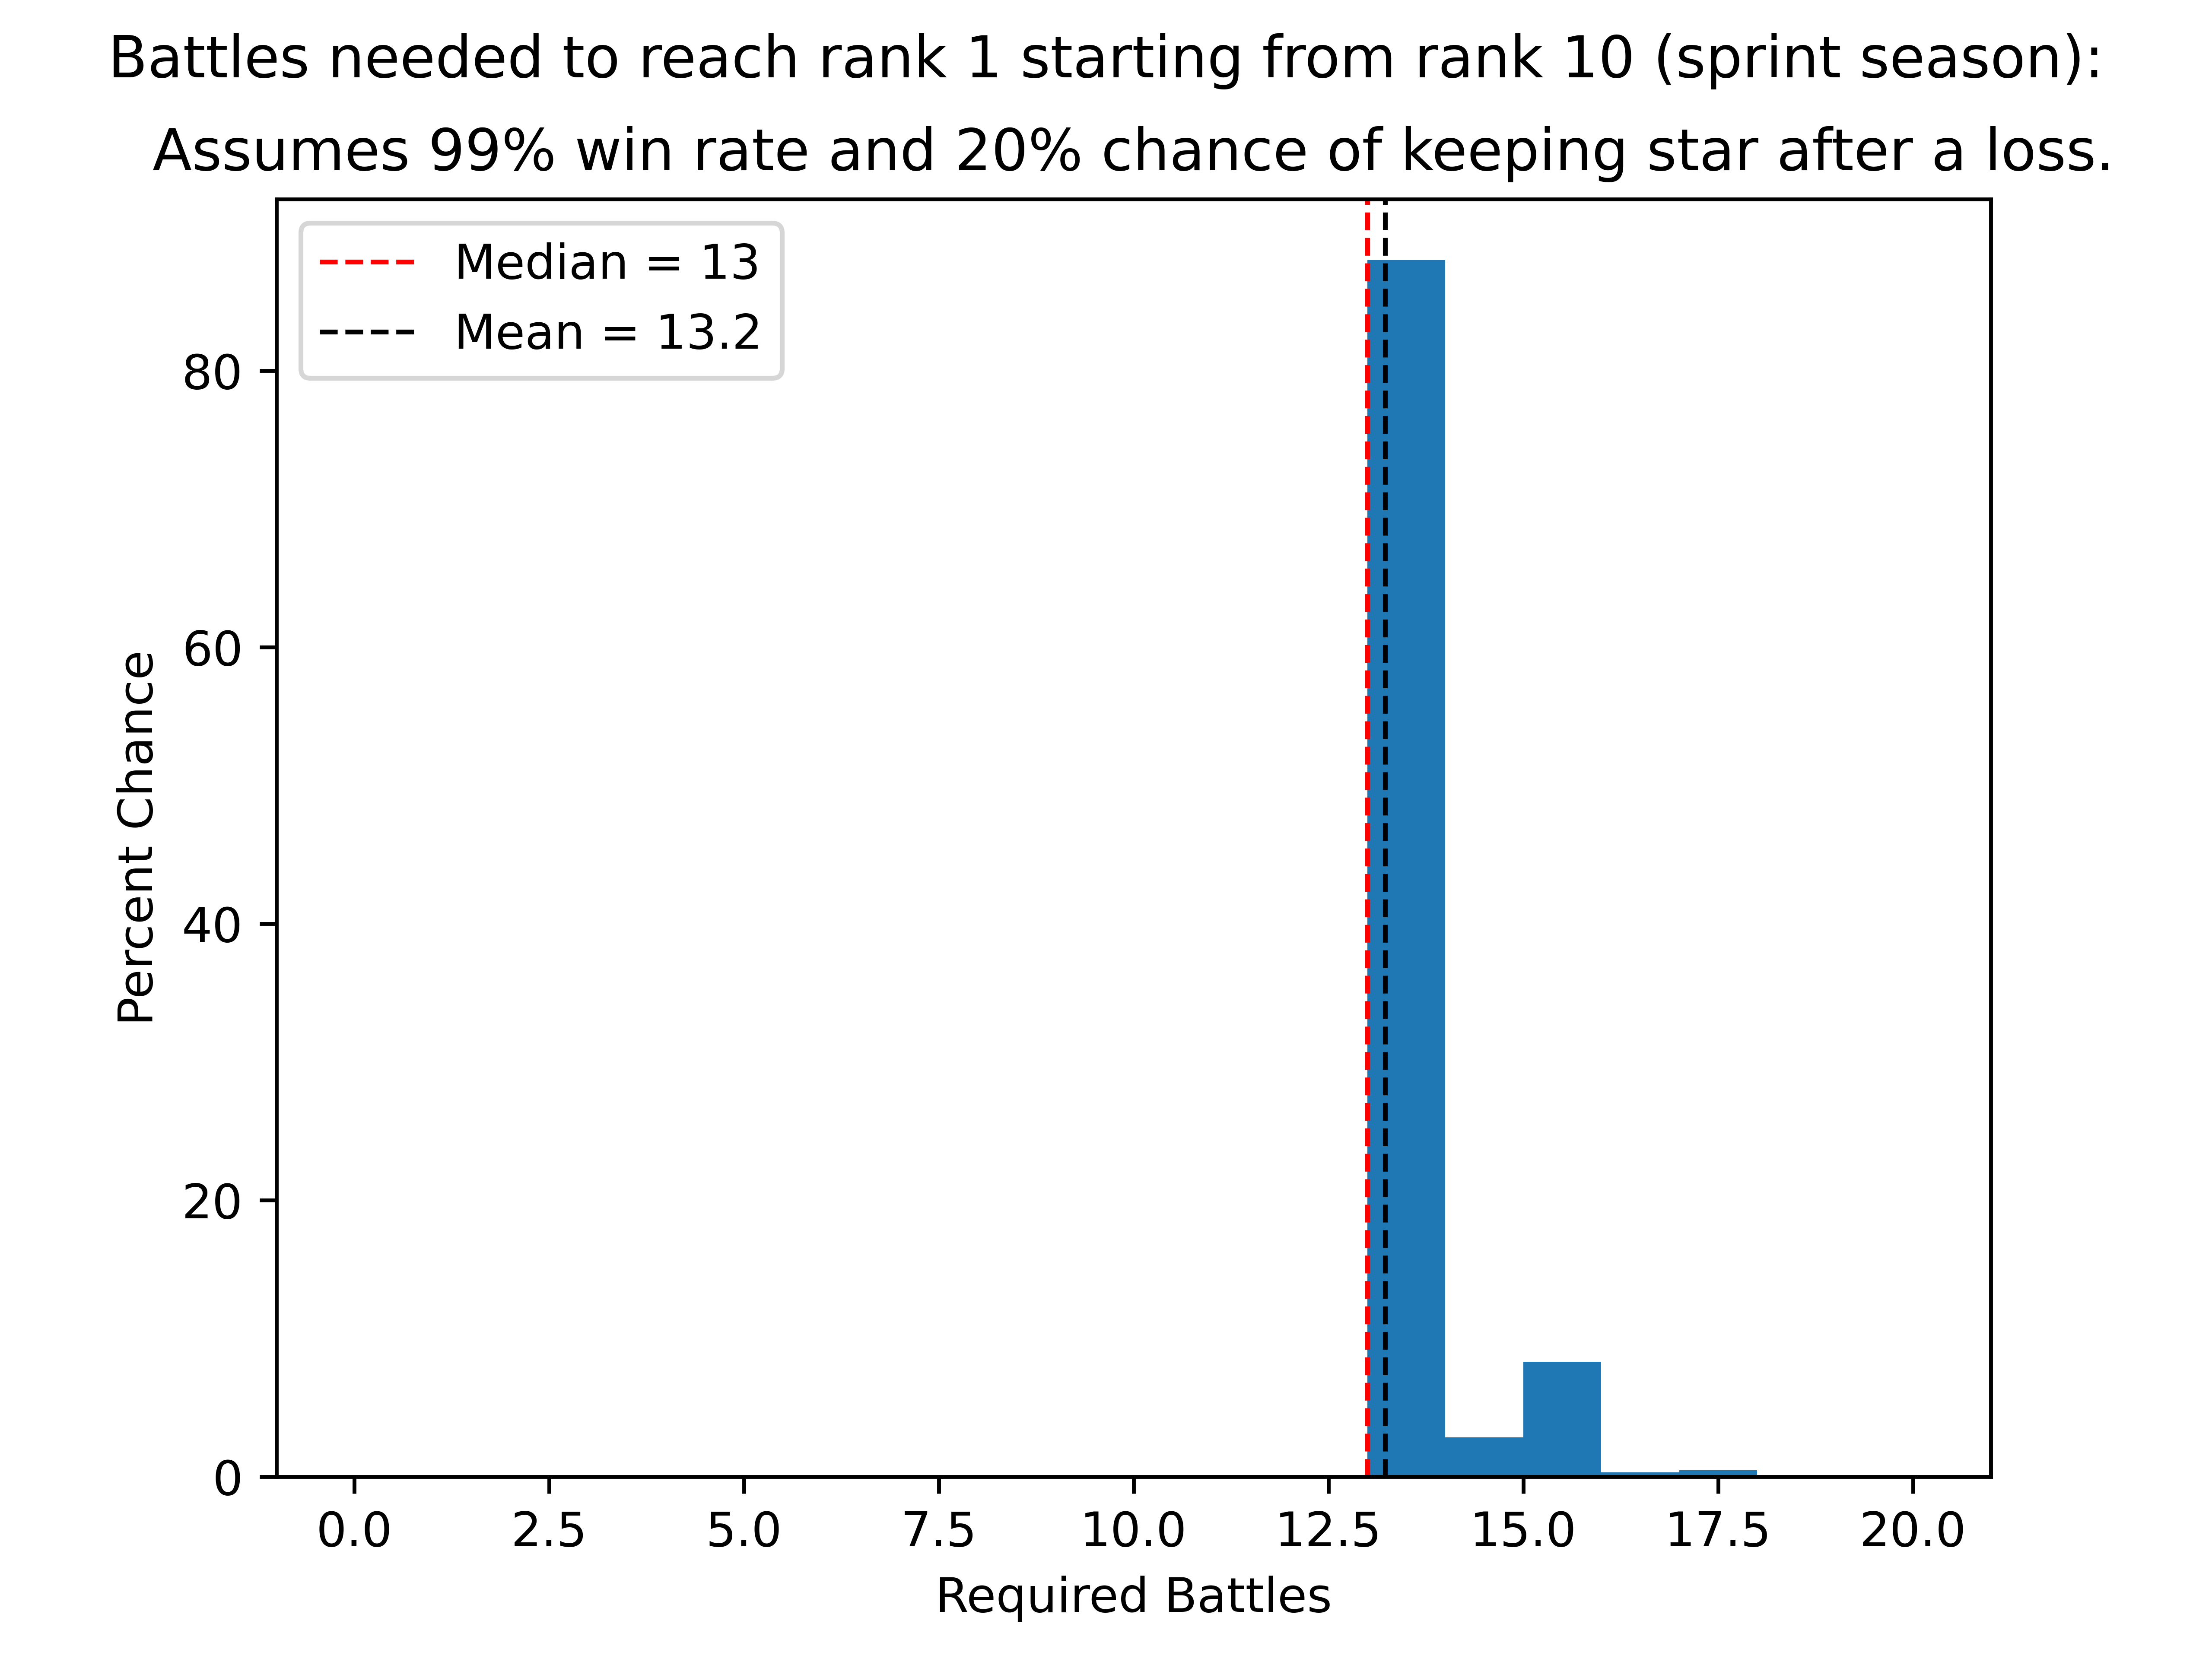 Battles needed to reach rank 1 starting from rank 10 (sprint season):
Assumes 99% win rate and 20% chance of keeping star after a loss.
Median = 13
Mean = 13.2
80
60
40
20
0
Percent Chance
0.0 2.5 5.0 7.5 10.0 12.5 15.0 17.5 20.0
Required Battles